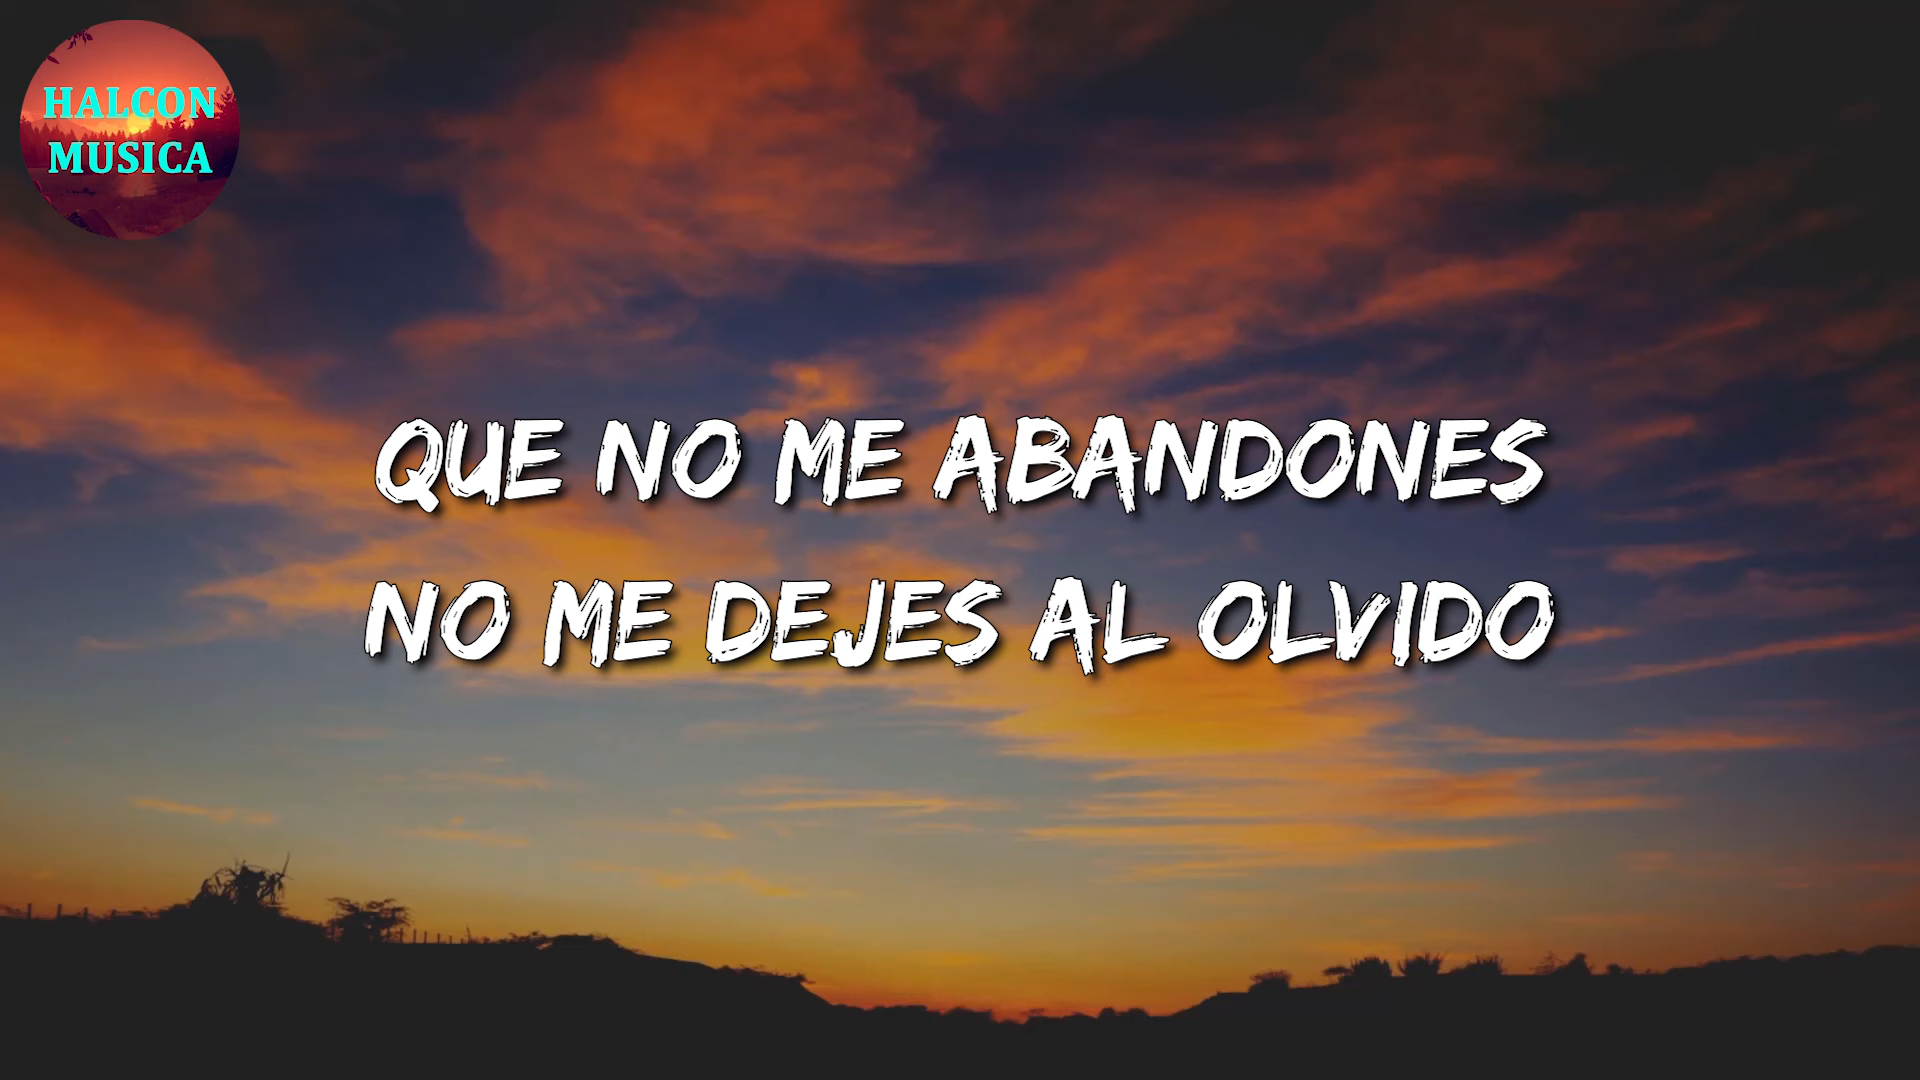 HALCON
MUSICA
QUE NO ME ABANDONES
NO ME DEJES AL OLVIDO